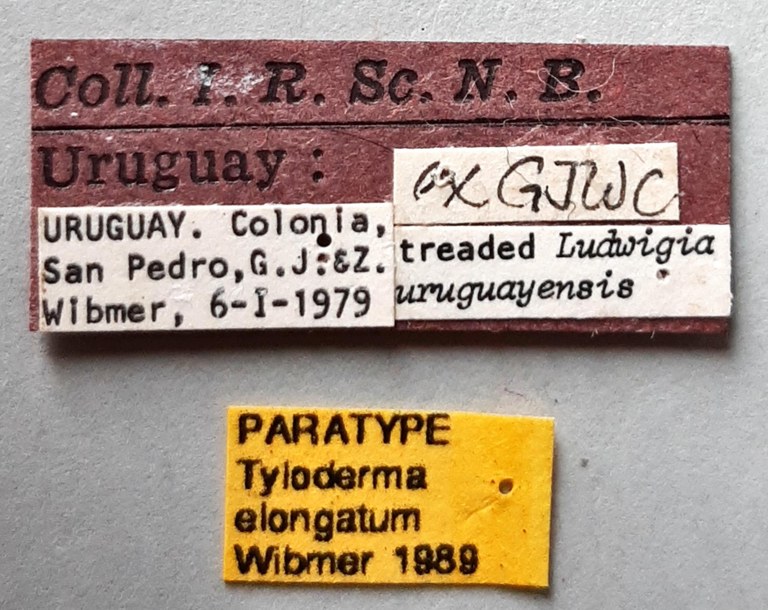 Coll. I. R. Sc. N. B.
Uruguay :
ex GJWC
URUGUAY. Colonia,
San Pedro, G.J.&Z.
Wibmer, 6-I-1979
treaded Ludwigia
uruguayensis
PARATYPE
Tyloderma
elongatum
Wibmer 1989